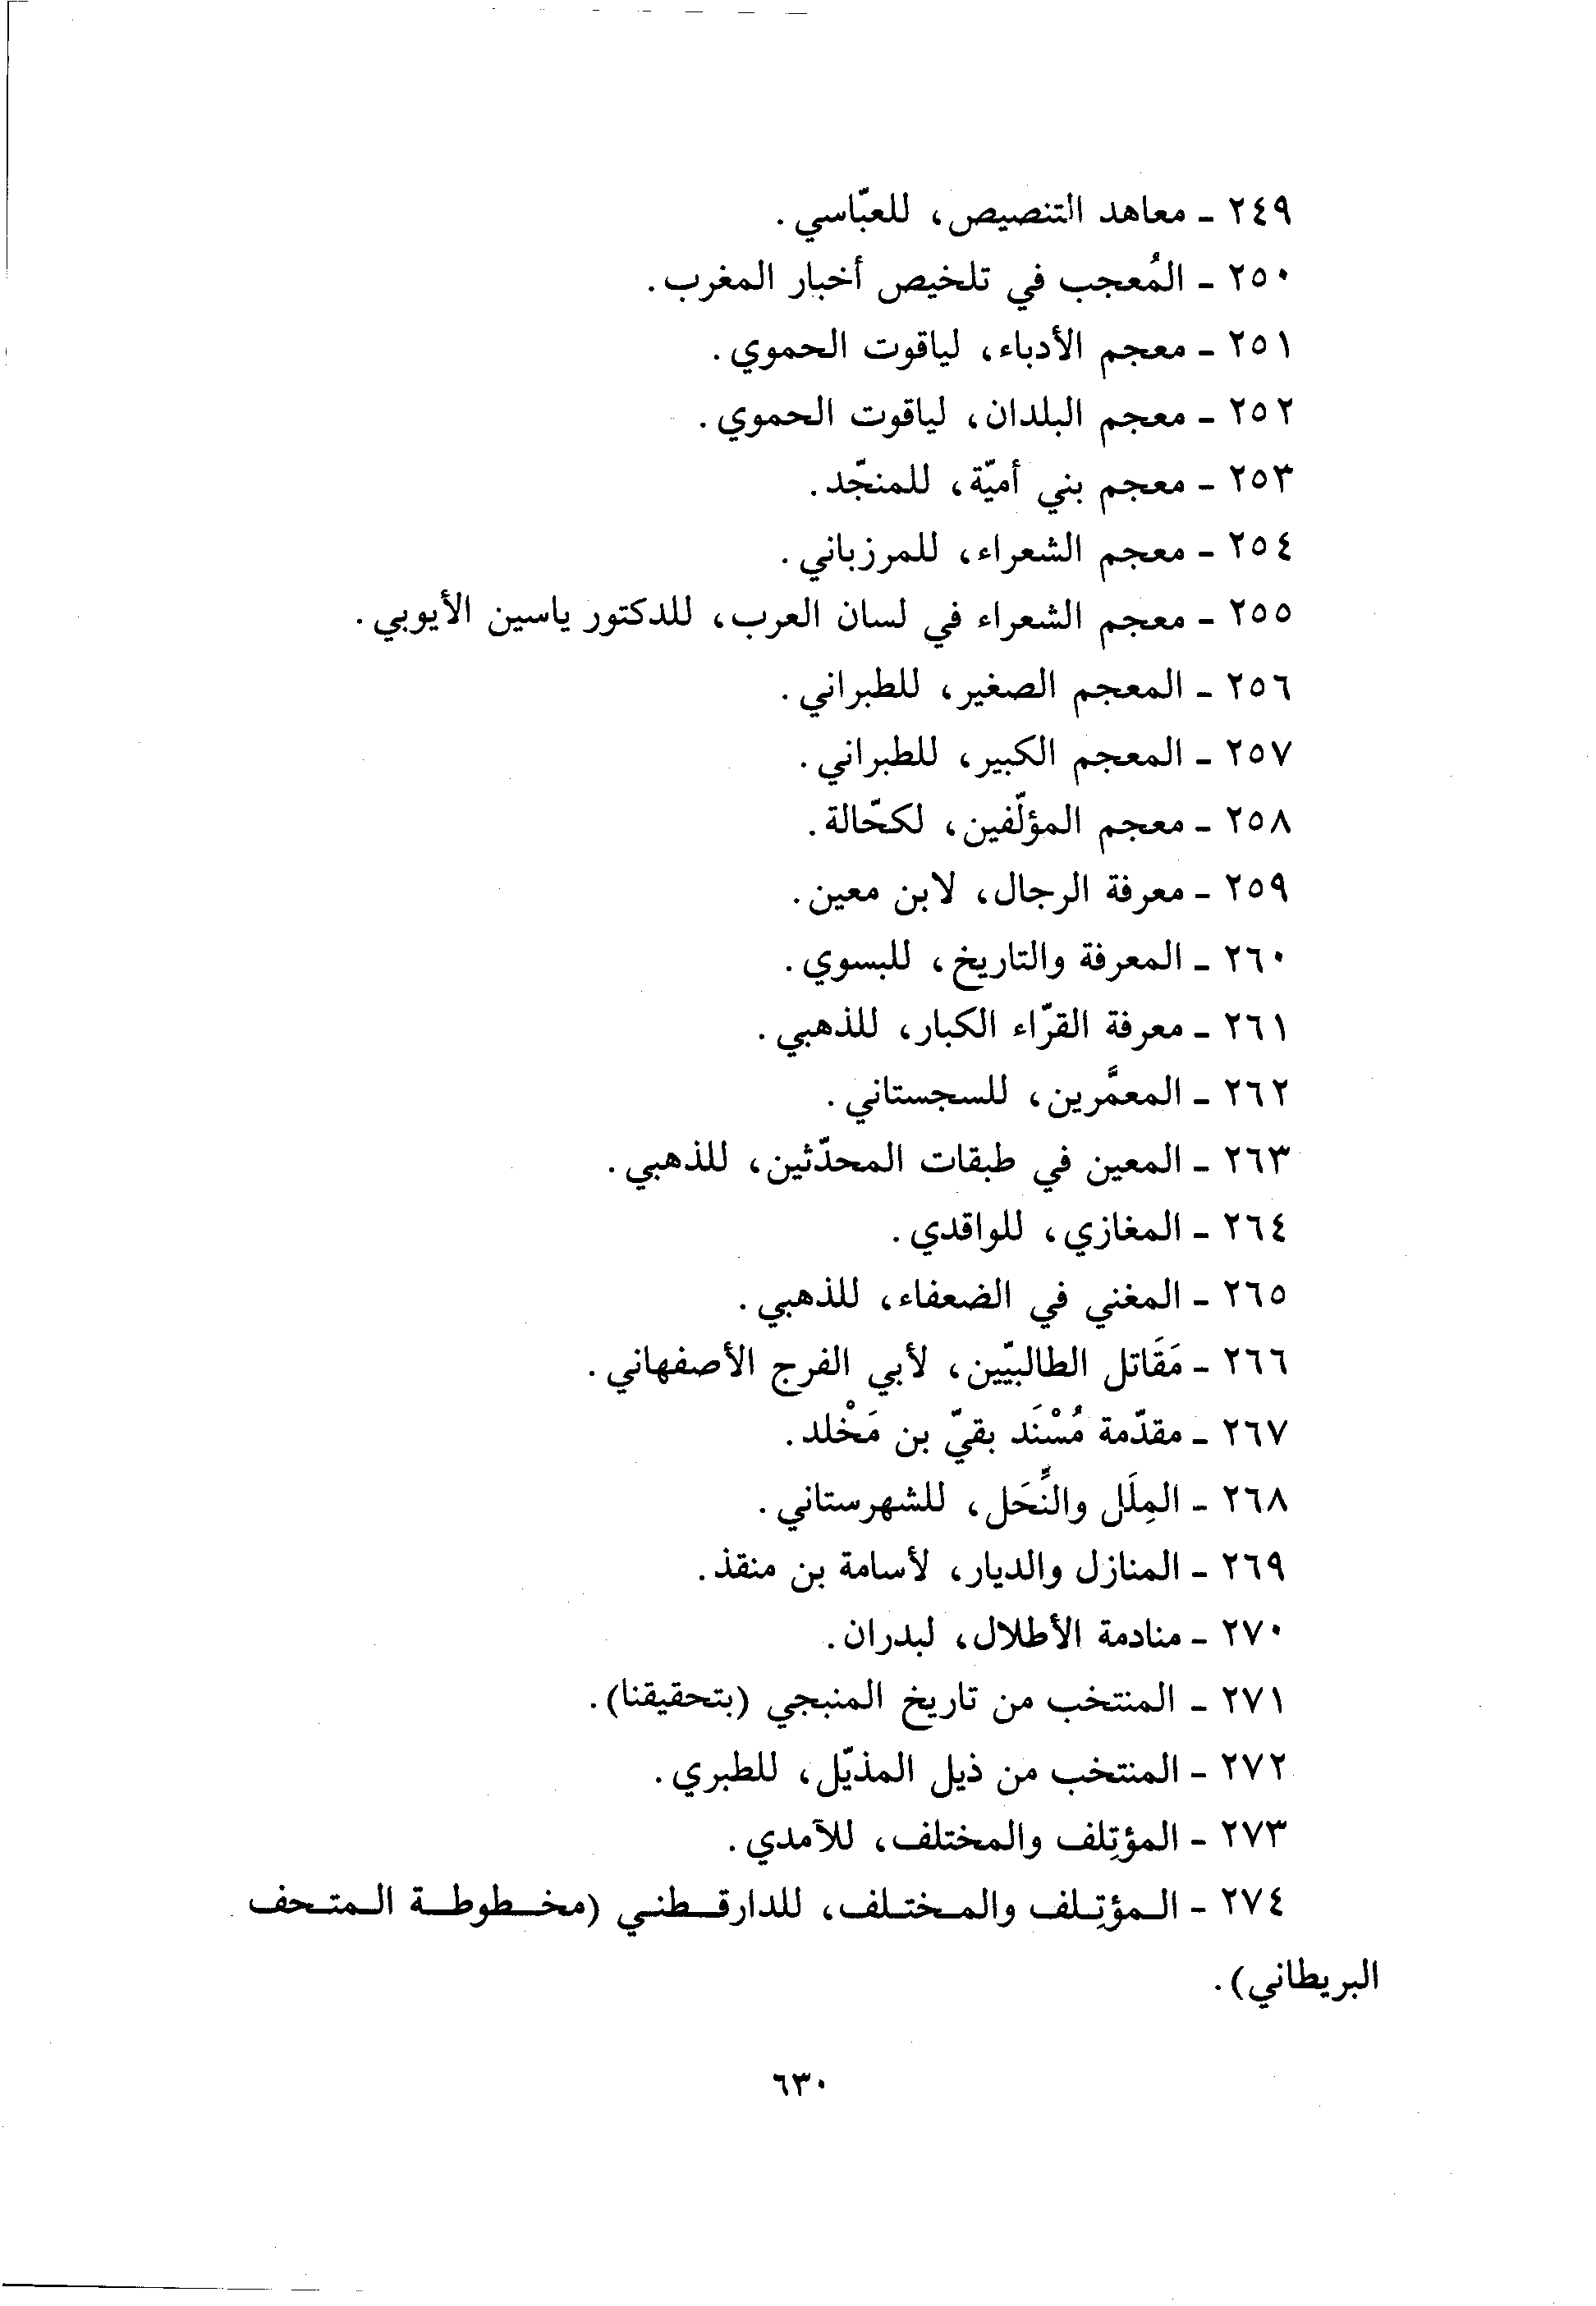 ٢٤٩ - معاهد التنصيص، للعبّاسي.
٢٥٠ - المُعجب في تلخيص أخبار المغرب.
٢٥١ - معجم الأدباء، لياقوت الحموي.
٢٥٢ - معجم البلدان، لياقوت الحموي.
٢٥٣ - معجم بني أميّة، للمنجّد.
٢٥٤ - معجم الشعراء، للمرزباني.
٢٥٥ - معجم الشعراء في لسان العرب، للدكتور ياسين الأيوبي.
٢٥٦ - المعجم الصغير، للطبراني.
٢٥٧ - المعجم الكبير، للطبراني.
٢٥٨ - معجم المؤلّفين، لكحّالة.
٢٥٩ - معرفة الرجال، لابن معين.
٢٦٠ - المعرفة والتاريخ، للبسوي.
٢٦١ - معرفة القرّاء الكبار، للذهبي.
٢٦٢ - المعمَّرين، للسجستاني.
٢٦٣ - المعين في طبقات المحدّثين، للذهبي.
٢٦٤ - المغازي، للواقدي.
٢٦٥ - المغني في الضعفاء، للذهبي.
٢٦٦ - مَقَاتل الطالبيّين، لأبي الفرج الأصفهاني.
٢٦٧ - مقدّمة مُسْنَد بقيّ بن مَخْلد.
٢٦٨ - المِلَل والنِّحَل، للشهرستاني.
٢٦٩ - المنازل والديار، لأسامة بن منقذ.
٢٧٠ - منادمة الأطلال، لبدران.
٢٧١ - المنتخب من تاريخ المنبجي (بتحقيقنا).
٢٧٢ - المنتخب من ذيل المذيّل، للطبري.
٢٧٣ - المؤتِلف والمختلف، للآمدي.
٢٧٤ - المؤتِلف والمختلف، للدارقطني (مخطوطة المتحف
البريطاني).
٦٣٠